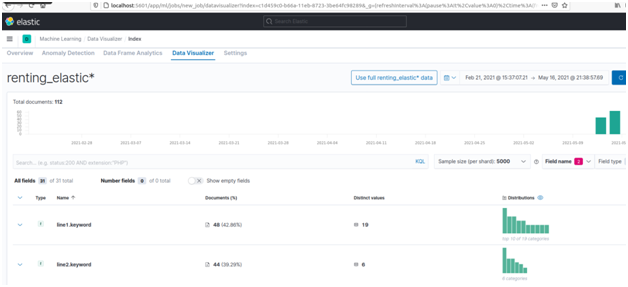 localhost:5601/app/ml/jobs/new_job/datavisualizer?index=c1d459c0-b66a-11eb-8723-3be64fc98289&_g=(refreshInterval%3A(pause%3A!t%2Cvalue%3A0)%2Ctime%3A
elastic
Search Elastic
Machine Learning / Data Visualizer / Index
Overview Anomaly Detection Data Frame Analytics Data Visualizer Settings
renting_elastic*
Use full renting_elastic* data
Feb 21, 2021 @ 15:37:07.21 → May 16, 2021 @ 21:38:57.69
Total documents: 112
2021-02-28 2021-03-07 2021-03-14 2021-03-21 2021-03-28 2021-04-04 2021-04-11 2021-04-18 2021-04-25 2021-05-02 2021-05-09
Search... (e.g. status:200 AND extension:"PHP")
KQL
Sample size (per shard): 5000
Field name 2
Field type
All fields 31 of 31 total
Number fields 0 of 0 total
Show empty fields
Type Name ↑ Documents (%) Distinct values Distributions
line1.keyword 48 (42.86%) 19
top 10 of 19 categories
line2.keyword 44 (39.29%) 6
6 categories